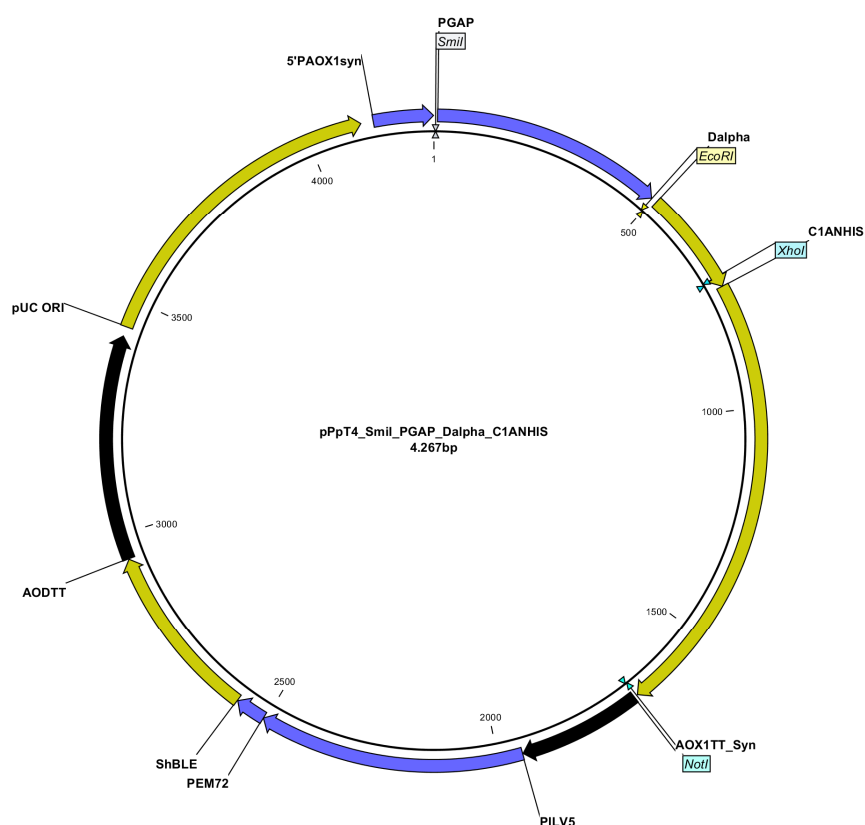 PGAP
SmiI
5'PAOX1syn
Dalpha
EcoRI
4000
1
500
C1ANHIS
XhoI
pUC ORI
3500
1000
pPpT4_SmiI_PGAP_Dalpha_C1ANHIS
4.267bp
3000
AODTT
1500
2500
2000
AOX1TT_Syn
NotI
ShBLE
PEM72
PILV5